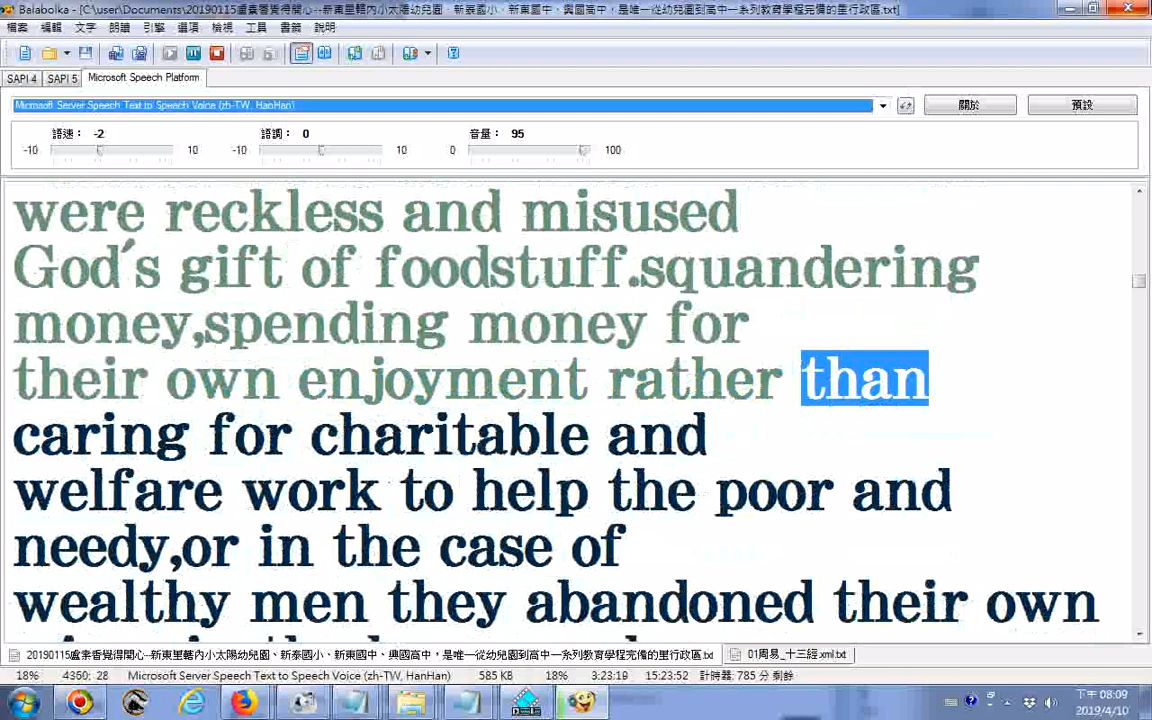 Balabolka - [C:\user\Documents\20190115盧素香覺得開心--新東里轄內小太陽幼兒園、新泰國小、新東國中、興國高中，是唯一從幼兒園到高中一系列教育學程完備的里行政區.txt]
檔案 編輯 文字 朗讀 引擎 選項 檢視 工具 書籤 說明
SAPI 4 SAPI 5 Microsoft Speech Platform
Microsoft Server Speech Text to Speech Voice (zh-TW, HanHan) 關於 預設
語速： -2 語調： 0 音量： 95
-10 10 -10 10 0 100
were reckless and misused
God's gift of foodstuff.squandering
money,spending money for
their own enjoyment rather than
caring for charitable and
welfare work to help the poor and
needy,or in the case of
wealthy men they abandoned their own
20190115盧素香覺得開心--新東里轄內小太陽幼兒園、新泰國小、新東國中、興國高中，是唯一從幼兒園到高中一系列教育學程完備的里行政區.txt 01周易_十三經.xml.txt
18% 4360; 28 Microsoft Server Speech Text to Speech Voice (zh-TW, HanHan) 585 KB 18% 3:23:19 15:23:52 計時器: 785 分 剩餘
下午 08:09
2019/4/10